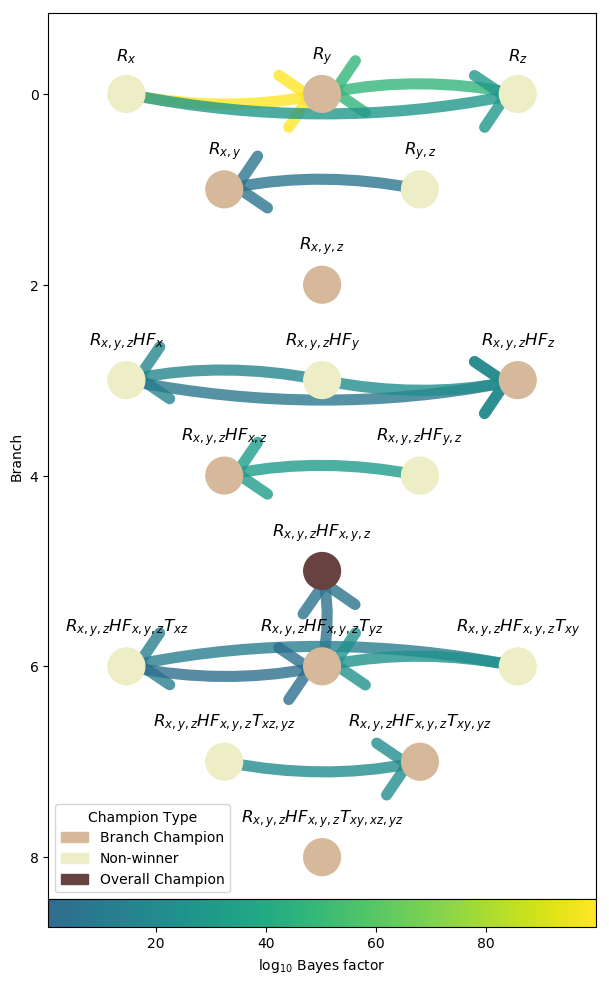 R_x R_y R_z
0
R_{x,y} R_{y,z}
R_{x,y,z}
2
R_{x,y,z}HF_x R_{x,y,z}HF_y R_{x,y,z}HF_z
R_{x,y,z}HF_{x,z} R_{x,y,z}HF_{y,z}
Branch
4
R_{x,y,z}HF_{x,y,z}
R_{x,y,z}HF_{x,y,z}T_{xz} R_{x,y,z}HF_{x,y,z}T_{yz} R_{x,y,z}HF_{x,y,z}T_{xy}
6
R_{x,y,z}HF_{x,y,z}T_{xz,yz} R_{x,y,z}HF_{x,y,z}T_{xy,yz}
R_{x,y,z}HF_{x,y,z}T_{xy,xz,yz}
Champion Type
Branch Champion
Non-winner
Overall Champion
8
20 40 60 80
log_{10} Bayes factor